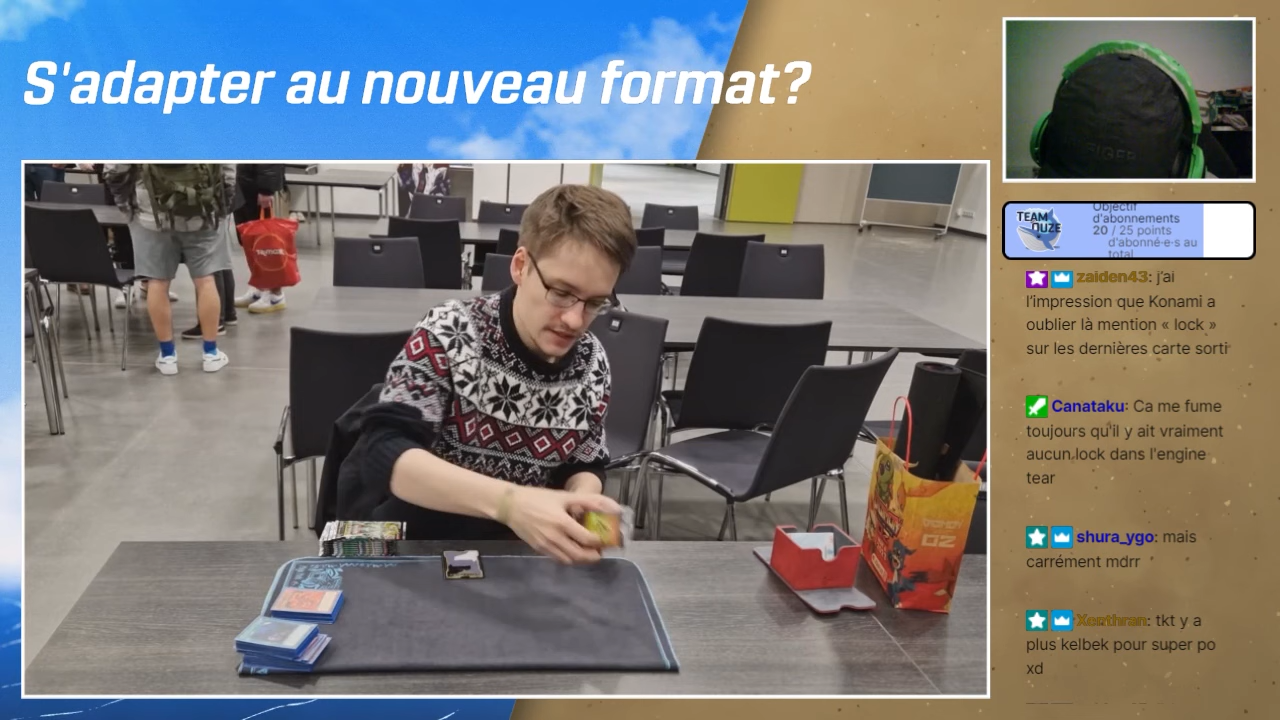 S'adapter au nouveau format?
TEAM
OUZE
Objectif
d'abonnements
20 / 25 points
d'abonné·e·s au
total
zaiden43: j'ai
l'impression que Konami a
oublier là mention « lock »
sur les dernières carte sorti
Canataku: Ca me fume
toujours qu'il y ait vraiment
aucun lock dans l'engine
tear
shura_ygo: mais
carrément mdrr
Xenthran: tkt y a
plus kelbek pour super po
xd